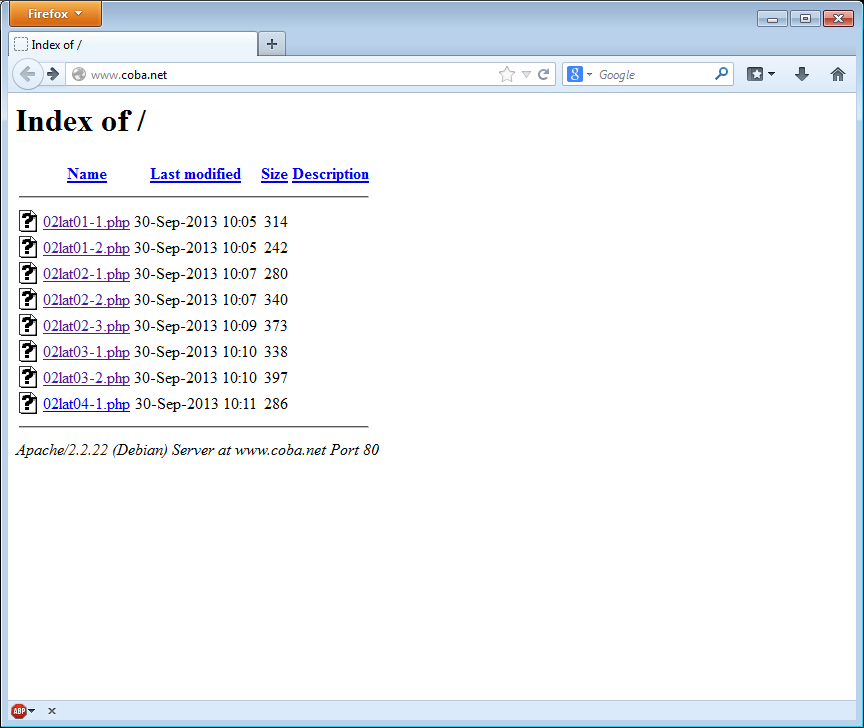 Firefox
Index of /
www.coba.net
8 Google
Index of /
Name Last modified Size Description
02lat01-1.php 30-Sep-2013 10:05 314
02lat01-2.php 30-Sep-2013 10:05 242
02lat02-1.php 30-Sep-2013 10:07 280
02lat02-2.php 30-Sep-2013 10:07 340
02lat02-3.php 30-Sep-2013 10:09 373
02lat03-1.php 30-Sep-2013 10:10 338
02lat03-2.php 30-Sep-2013 10:10 397
02lat04-1.php 30-Sep-2013 10:11 286
Apache/2.2.22 (Debian) Server at www.coba.net Port 80
ABP